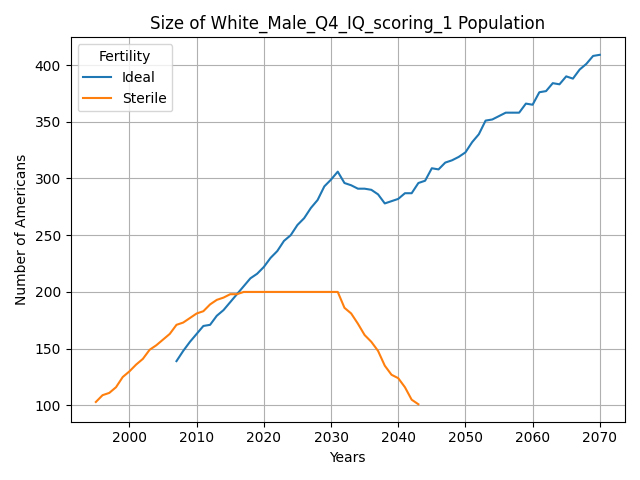 Size of White_Male_Q4_IQ_scoring_1 Population
Fertility
Ideal
Sterile
Number of Americans
400
350
300
250
200
150
100
2000 2010 2020 2030 2040 2050 2060 2070
Years